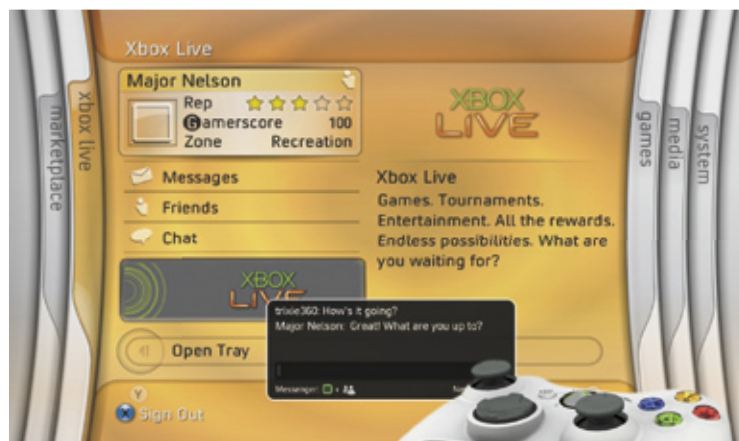 Xbox Live
marketplace
xbox live
Major Nelson
Rep
Gamerscore 100
Zone Recreation
Messages
Friends
Chat
XBOX
LIVE
Open Tray
Y
X Sign Out
XBOX
LIVE
Xbox Live
Games. Tournaments.
Entertainment. All the rewards.
Endless possibilities. What are
you waiting for?
trixie360: How's it going?
Major Nelson: Great! What are you up to?
Messenger:
games
media
system